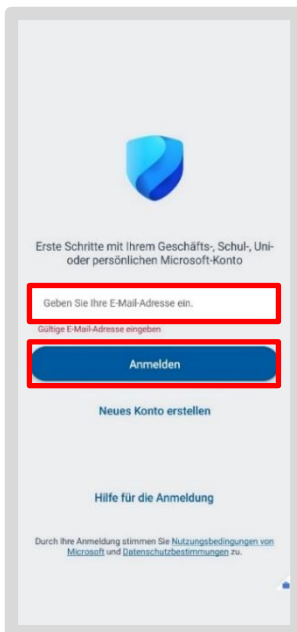 Erste Schritte mit Ihrem Geschäfts-, Schul-, Uni-
oder persönlichen Microsoft-Konto
Geben Sie Ihre E-Mail-Adresse ein.
Gültige E-Mail-Adresse eingeben
Anmelden
Neues Konto erstellen
Hilfe für die Anmeldung
Durch Ihre Anmeldung stimmen Sie Nutzungsbedingungen von
Microsoft und Datenschutzbestimmungen zu.